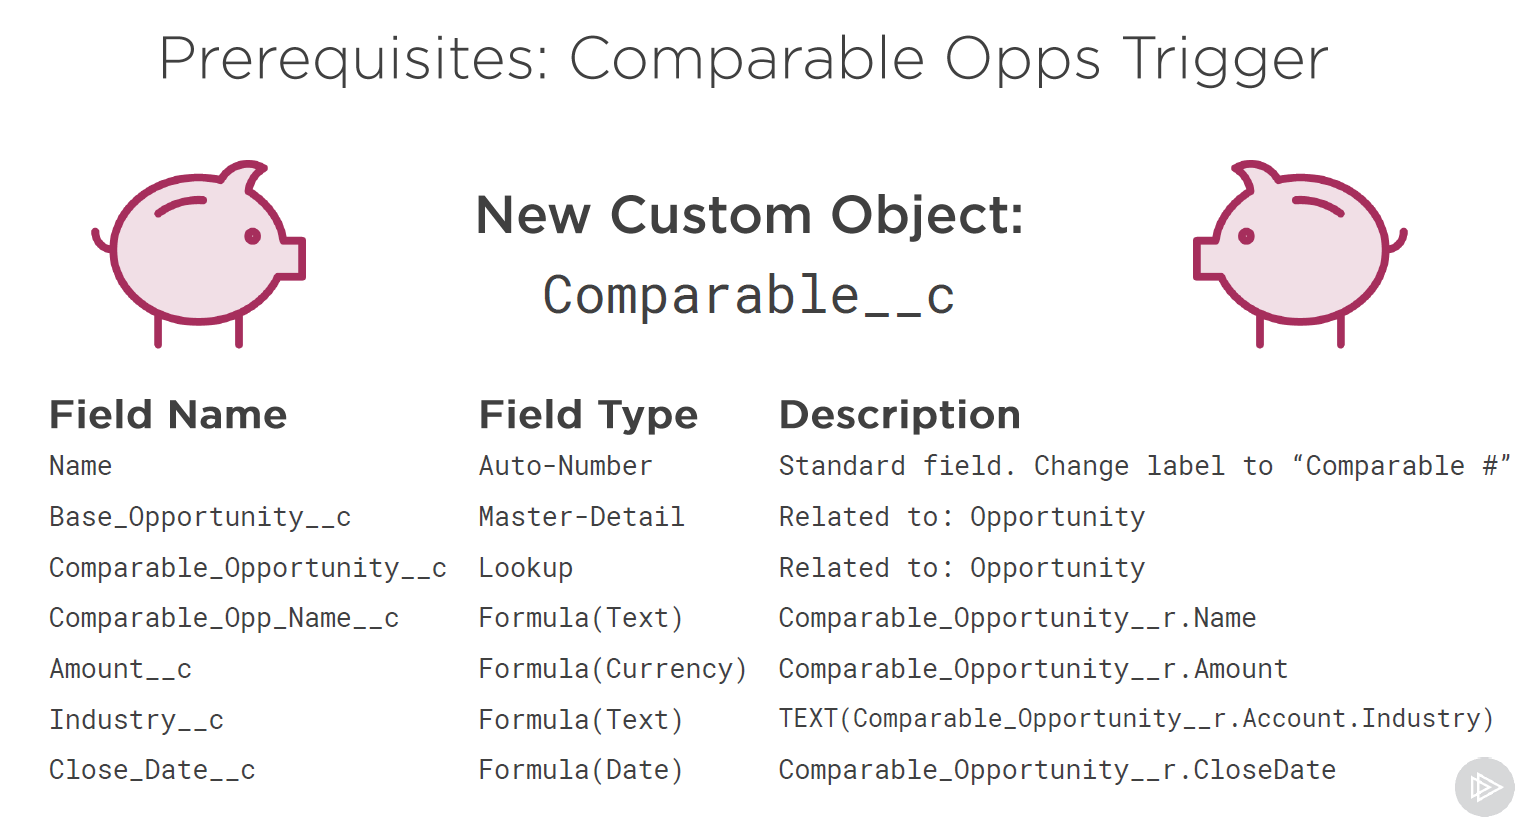 Prerequisites: Comparable Opps Trigger
New Custom Object:
Comparable__c
Field Name Field Type Description
Name Auto-Number Standard field. Change label to “Comparable #”
Base_Opportunity__c Master-Detail Related to: Opportunity
Comparable_Opportunity__c Lookup Related to: Opportunity
Comparable_Opp_Name__c Formula(Text) Comparable_Opportunity__r.Name
Amount__c Formula(Currency) Comparable_Opportunity__r.Amount
Industry__c Formula(Text) TEXT(Comparable_Opportunity__r.Account.Industry)
Close_Date__c Formula(Date) Comparable_Opportunity__r.CloseDate